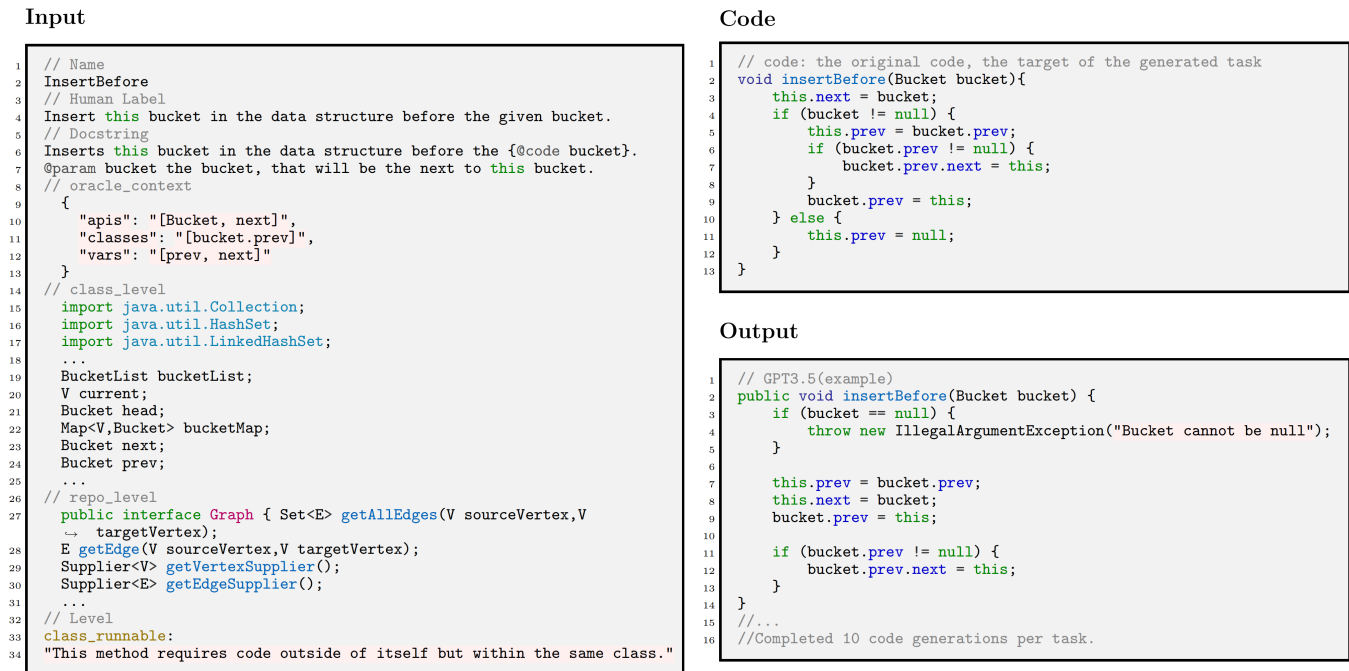 Input
1 // Name
2 InsertBefore
3 // Human Label
4 Insert this bucket in the data structure before the given bucket.
5 // Docstring
6 Inserts this bucket in the data structure before the {@code bucket}.
7 @param bucket the bucket, that will be the next to this bucket.
8 // oracle_context
9 {
10 "apis": "[Bucket, next]",
11 "classes": "[bucket.prev]",
12 "vars": "[prev, next]"
13 }
14 // class_level
15 import java.util.Collection;
16 import java.util.HashSet;
17 import java.util.LinkedHashSet;
18 ...
19 BucketList bucketList;
20 V current;
21 Bucket head;
22 Map<V,Bucket> bucketMap;
23 Bucket next;
24 Bucket prev;
25 ...
26 // repo_level
27 public interface Graph { Set<E> getAllEdges(V sourceVertex,V
↪ targetVertex);
28 E getEdge(V sourceVertex,V targetVertex);
29 Supplier<V> getVertexSupplier();
30 Supplier<E> getEdgeSupplier();
31 ...
32 // Level
33 class_runnable:
34 "This method requires code outside of itself but within the same class."
Code
1 // code: the original code, the target of the generated task
2 void insertBefore(Bucket bucket){
3 this.next = bucket;
4 if (bucket != null) {
5 this.prev = bucket.prev;
6 if (bucket.prev != null) {
7 bucket.prev.next = this;
8 }
9 bucket.prev = this;
10 } else {
11 this.prev = null;
12 }
13 }
Output
1 // GPT3.5(example)
2 public void insertBefore(Bucket bucket) {
3 if (bucket == null) {
4 throw new IllegalArgumentException("Bucket cannot be null");
5 }
6
7 this.prev = bucket.prev;
8 this.next = bucket;
9 bucket.prev = this;
10
11 if (bucket.prev != null) {
12 bucket.prev.next = this;
13 }
14 }
15 //...
16 //Completed 10 code generations per task.